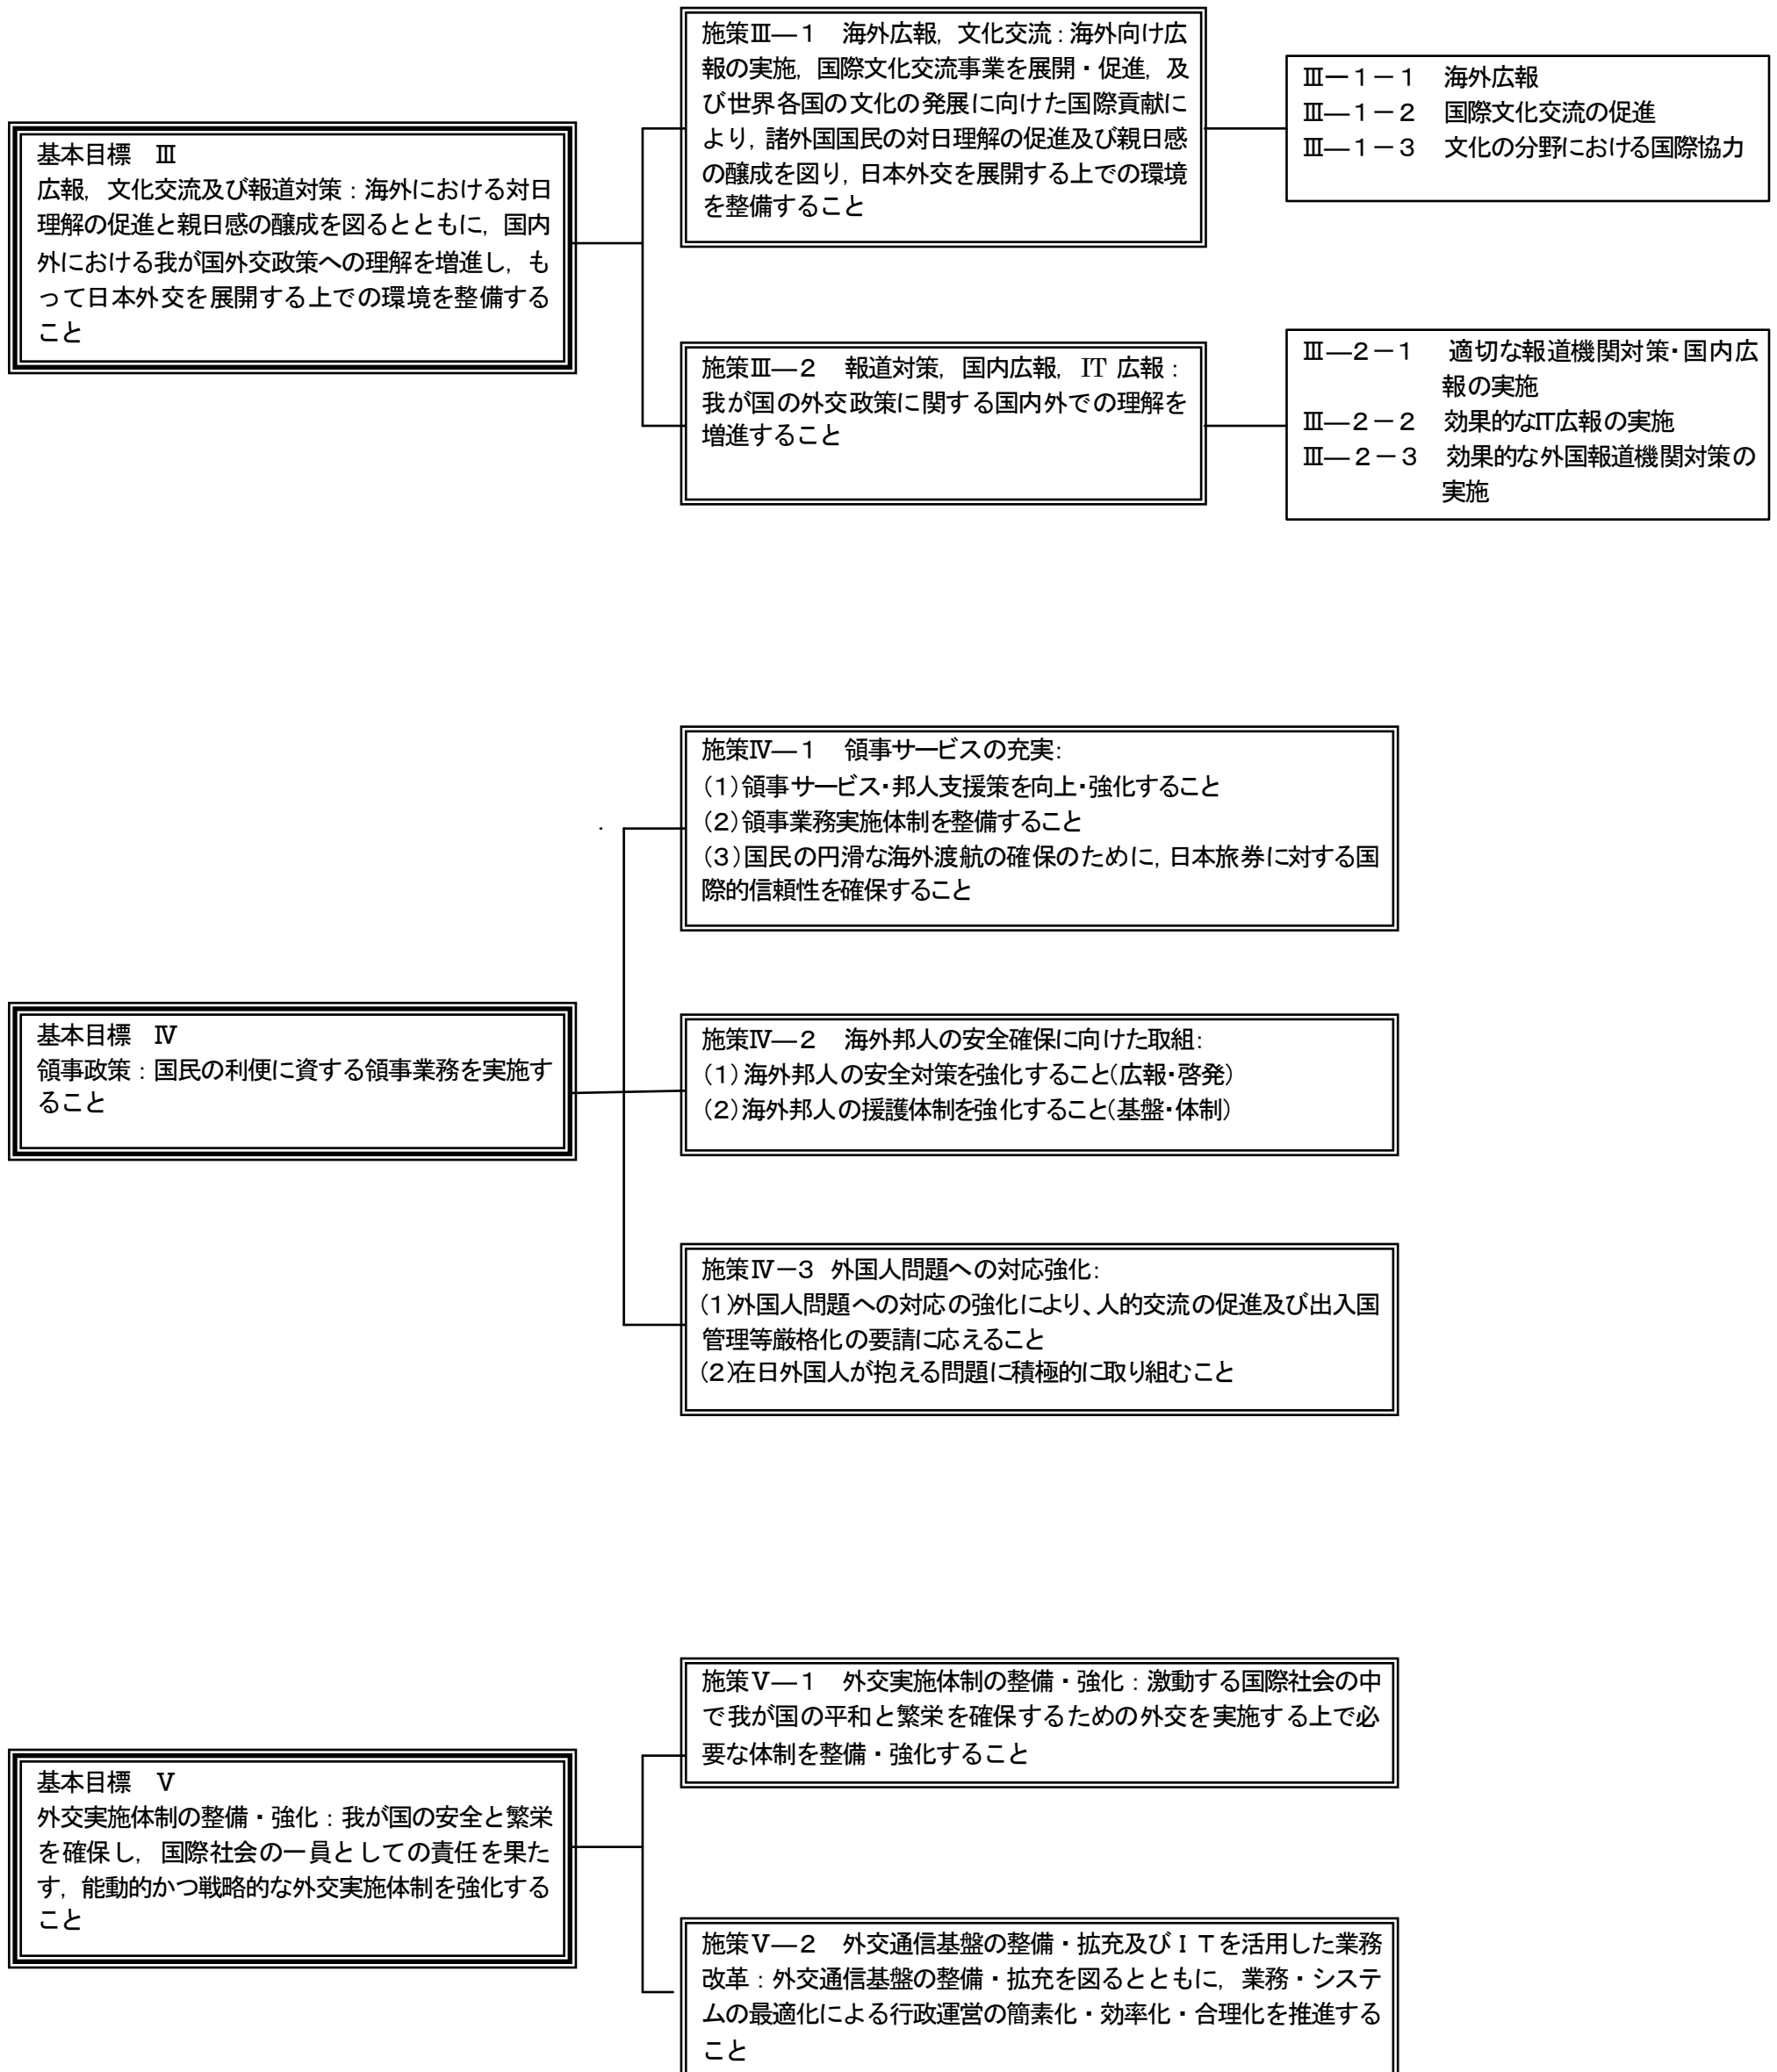 基本目標　Ⅲ
広報，文化交流及び報道対策：海外における対日
理解の促進と親日感の醸成を図るとともに，国内
外における我が国外交政策への理解を増進し，も
って日本外交を展開する上での環境を整備する
こと
施策Ⅲ―１　海外広報，文化交流：海外向け広
報の実施，国際文化交流事業を展開・促進，及
び世界各国の文化の発展に向けた国際貢献に
より，諸外国国民の対日理解の促進及び親日感
の醸成を図り，日本外交を展開する上での環境
を整備すること
Ⅲ－１－１　海外広報
Ⅲ―１－２　国際文化交流の促進
Ⅲ―１－３　文化の分野における国際協力
施策Ⅲ―２　報道対策，国内広報，IT 広報：
我が国の外交政策に関する国内外での理解を
増進すること
Ⅲ―２－１　適切な報道機関対策・国内広
報の実施
Ⅲ―２－２　効果的なIT広報の実施
Ⅲ―２－３　効果的な外国報道機関対策の
実施
基本目標　Ⅳ
領事政策：国民の利便に資する領事業務を実施す
ること
施策Ⅳ―１　領事サービスの充実：
（１）領事サービス・邦人支援策を向上・強化すること
（２）領事業務実施体制を整備すること
（３）国民の円滑な海外渡航の確保のために，日本旅券に対する国
際的信頼性を確保すること
施策Ⅳ―２　海外邦人の安全確保に向けた取組：
（１）海外邦人の安全対策を強化すること（広報・啓発）
（２）海外邦人の援護体制を強化すること（基盤・体制）
施策Ⅳ－３　外国人問題への対応強化：
（１）外国人問題への対応の強化により、人的交流の促進及び出入国
管理等厳格化の要請に応えること
（２）在日外国人が抱える問題に積極的に取り組むこと
基本目標　Ⅴ
外交実施体制の整備・強化：我が国の安全と繁栄
を確保し，国際社会の一員としての責任を果た
す，能動的かつ戦略的な外交実施体制を強化する
こと
施策Ⅴ―１　外交実施体制の整備・強化：激動する国際社会の中
で我が国の平和と繁栄を確保するための外交を実施する上で必
要な体制を整備・強化すること
施策Ⅴ―２　外交通信基盤の整備・拡充及びＩＴを活用した業務
改革：外交通信基盤の整備・拡充を図るとともに，業務・システ
ムの最適化による行政運営の簡素化・効率化・合理化を推進する
こと